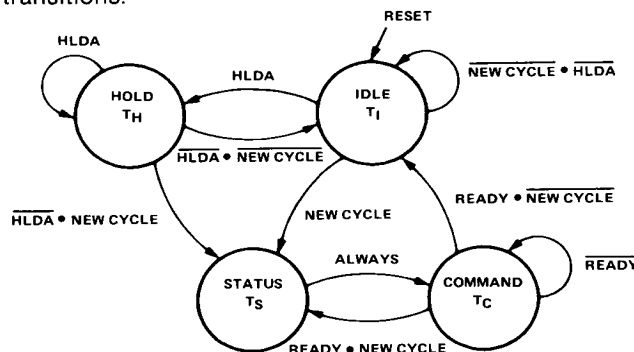 transitions.
RESET
HLDA
HLDA
NEW CYCLE • HLDA
HOLD
TH
IDLE
TI
HLDA • NEW CYCLE
READY • NEW CYCLE
HLDA • NEW CYCLE
NEW CYCLE
ALWAYS
READY
STATUS
TS
COMMAND
TC
READY • NEW CYCLE